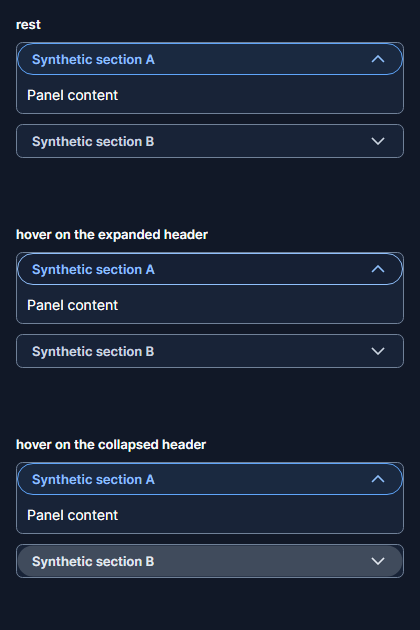 rest
Synthetic section A
Panel content
Synthetic section B
hover on the expanded header
Synthetic section A
Panel content
Synthetic section B
hover on the collapsed header
Synthetic section A
Panel content
Synthetic section B